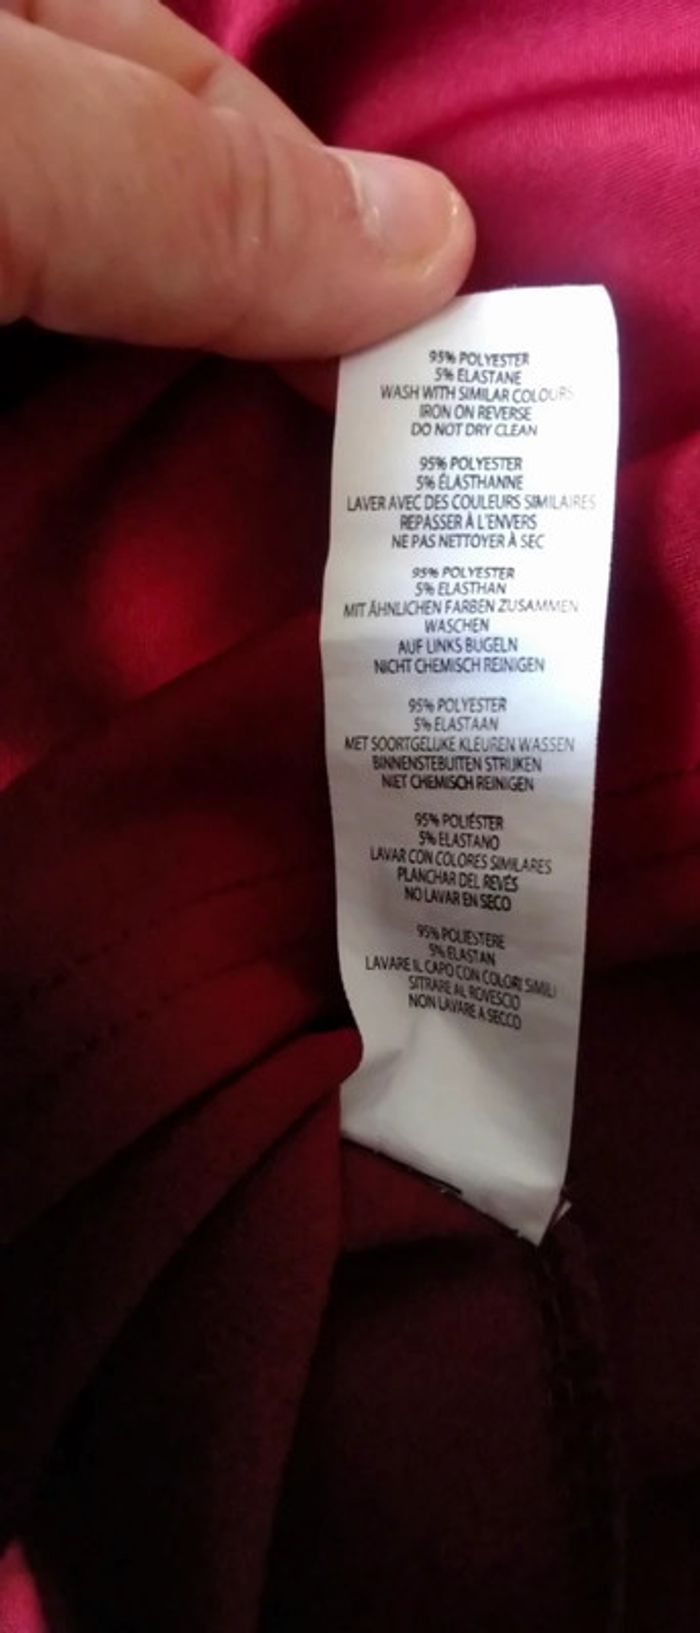 95% POLYESTER
5% ELASTANE
WASH WITH SIMILAR COLOURS
IRON ON REVERSE
DO NOT DRY CLEAN
95% POLYESTER
5% ÉLASTHANNE
LAVER AVEC DES COULEURS SIMILAIRES
REPASSER À L'ENVERS
NE PAS NETTOYER À SEC
95% POLYESTER
5% ELASTHAN
MIT ÄHNLICHEN FARBEN ZUSAMMEN
WASCHEN
AUF LINKS BÜGELN
NICHT CHEMISCH REINIGEN
95% POLYESTER
5% ELASTAAN
MET SOORTGELIJKE KLEUREN WASSEN
BINNENSTEBUITEN STRIJKEN
NIET CHEMISCH REINIGEN
95% POLIÉSTER
5% ELASTANO
LAVAR CON COLORES SIMILARES
PLANCHAR DEL REVÉS
NO LAVAR EN SECO
95% POLIESTERE
5% ELASTAN
LAVARE IL CAPO CON COLORI SIMILI
SITRARE AL ROVESCIO
NON LAVARE A SECCO